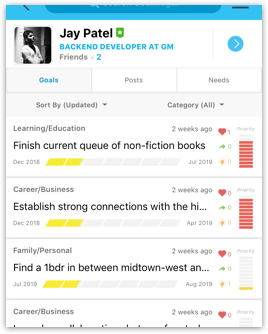 Jay Patel
BACKEND DEVELOPER AT GM
Friends · 2
Goals Posts Needs
Sort By (Updated) Category (All)
Learning/Education 2 weeks ago 1 Priority
Finish current queue of non-fiction books 0
Dec 2018 Jul 2019 0
Career/Business 2 weeks ago 0 Priority
Establish strong connections with the hi... 0
Dec 2018 Apr 2019 0
Family/Personal 2 weeks ago 0 Priority
Find a 1bdr in between midtown-west an... 0
Jul 2019 Aug 2019 1
Career/Business 2 weeks ago 0 Priority